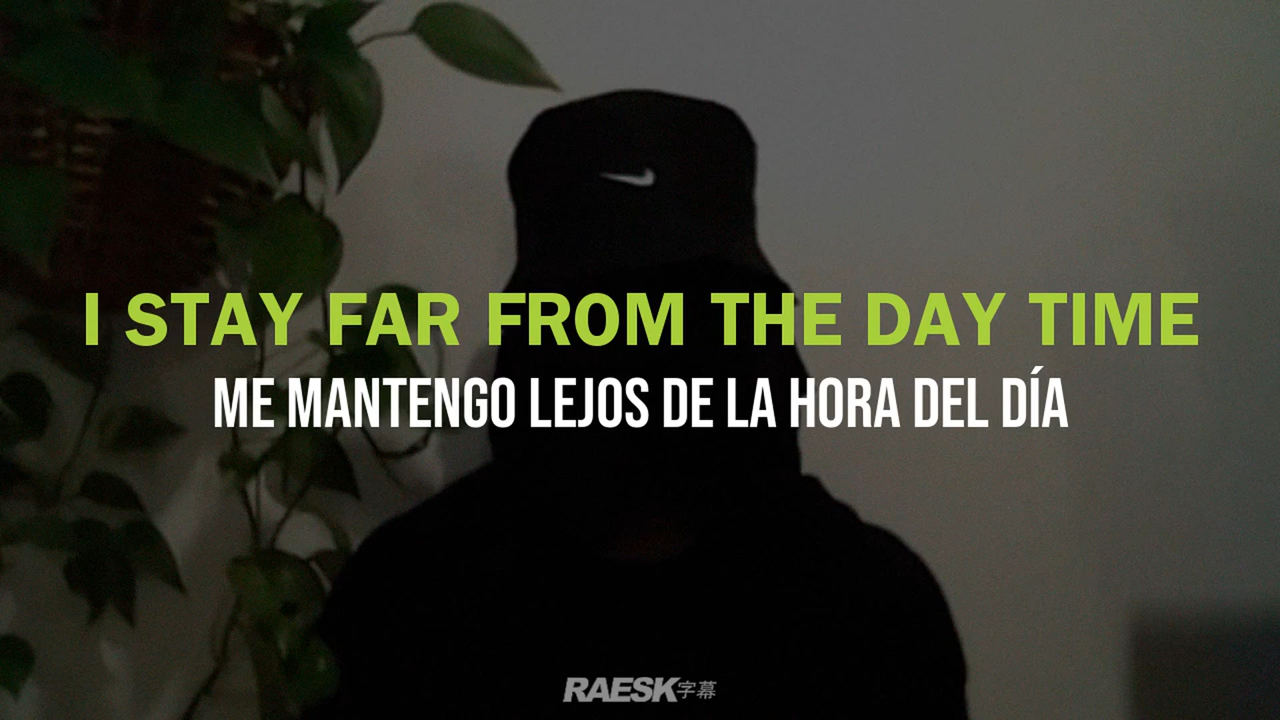 I STAY FAR FROM THE DAY TIME
ME MANTENGO LEJOS DE LA HORA DEL DÍA
RAESK字幕